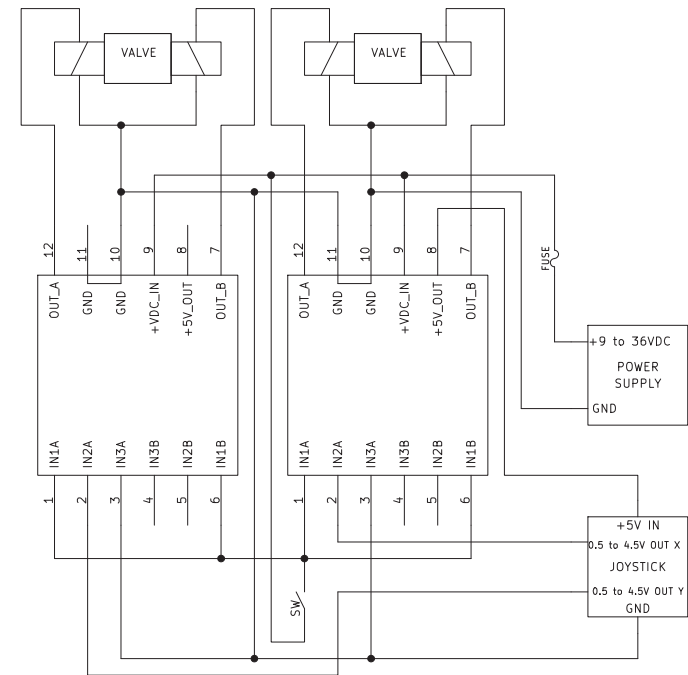 VALVE
VALVE
12
11
10
9
8
7
12
11
10
9
8
7
OUT_A
GND
GND
+VDC_IN
+5V_OUT
OUT_B
OUT_A
GND
GND
+VDC_IN
+5V_OUT
OUT_B
FUSE
+9 to 36VDC
POWER
SUPPLY
GND
IN1A
IN2A
IN3A
IN3B
IN2B
IN1B
IN1A
IN2A
IN3A
IN3B
IN2B
IN1B
1
2
3
4
5
6
1
2
3
4
5
6
+5V IN
0.5 to 4.5V OUT X
JOYSTICK
0.5 to 4.5V OUT Y
GND
SW